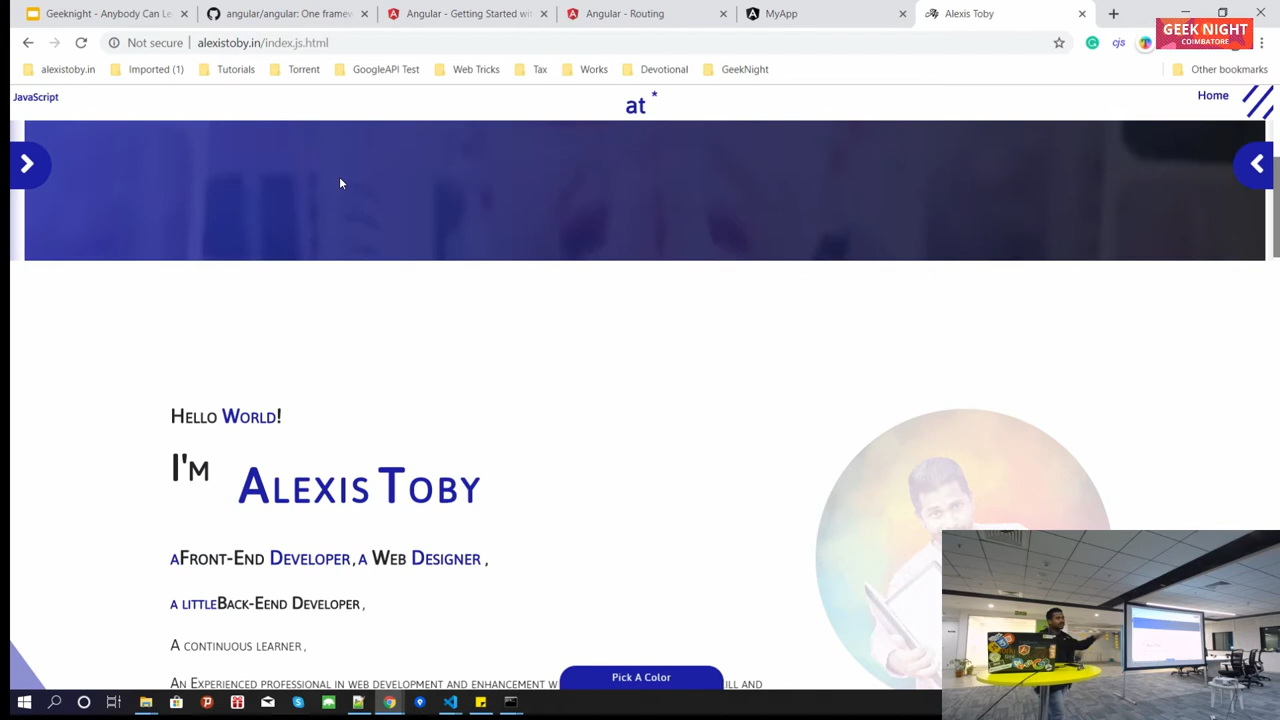 Geeknight - Anybody Can Le
angular/angular: One framew
Angular - Getting Started wit
Angular - Routing
MyApp
Alexis Toby
GEEK NIGHT
COIMBATORE
Not secure
alexistoby.in/index.js.html
cjs
alexistoby.in
Imported (1)
Tutorials
Torrent
GoogleAPI Test
Web Tricks
Tax
Works
Devotional
GeekNight
Other bookmarks
JavaScript
at *
Home
Hello World!
I'm Alexis Toby
aFront-End Developer, a Web Designer ,
a littleBack-Eend Developer,
A continuous learner,
An Experienced professional in web development and enhancement w
ill and
Pick A Color